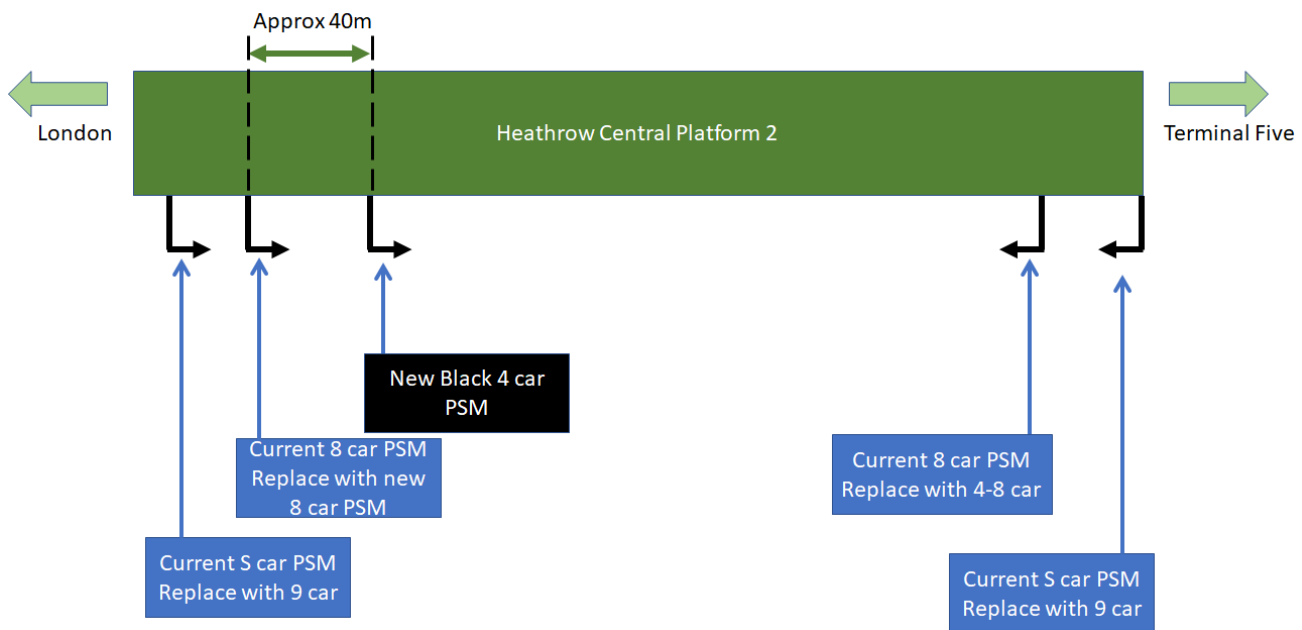 Approx 40m
London
Heathrow Central Platform 2
Terminal Five
New Black 4 car
PSM
Current 8 car PSM
Replace with new
8 car PSM
Current 8 car PSM
Replace with 4-8 car
Current S car PSM
Replace with 9 car
Current S car PSM
Replace with 9 car